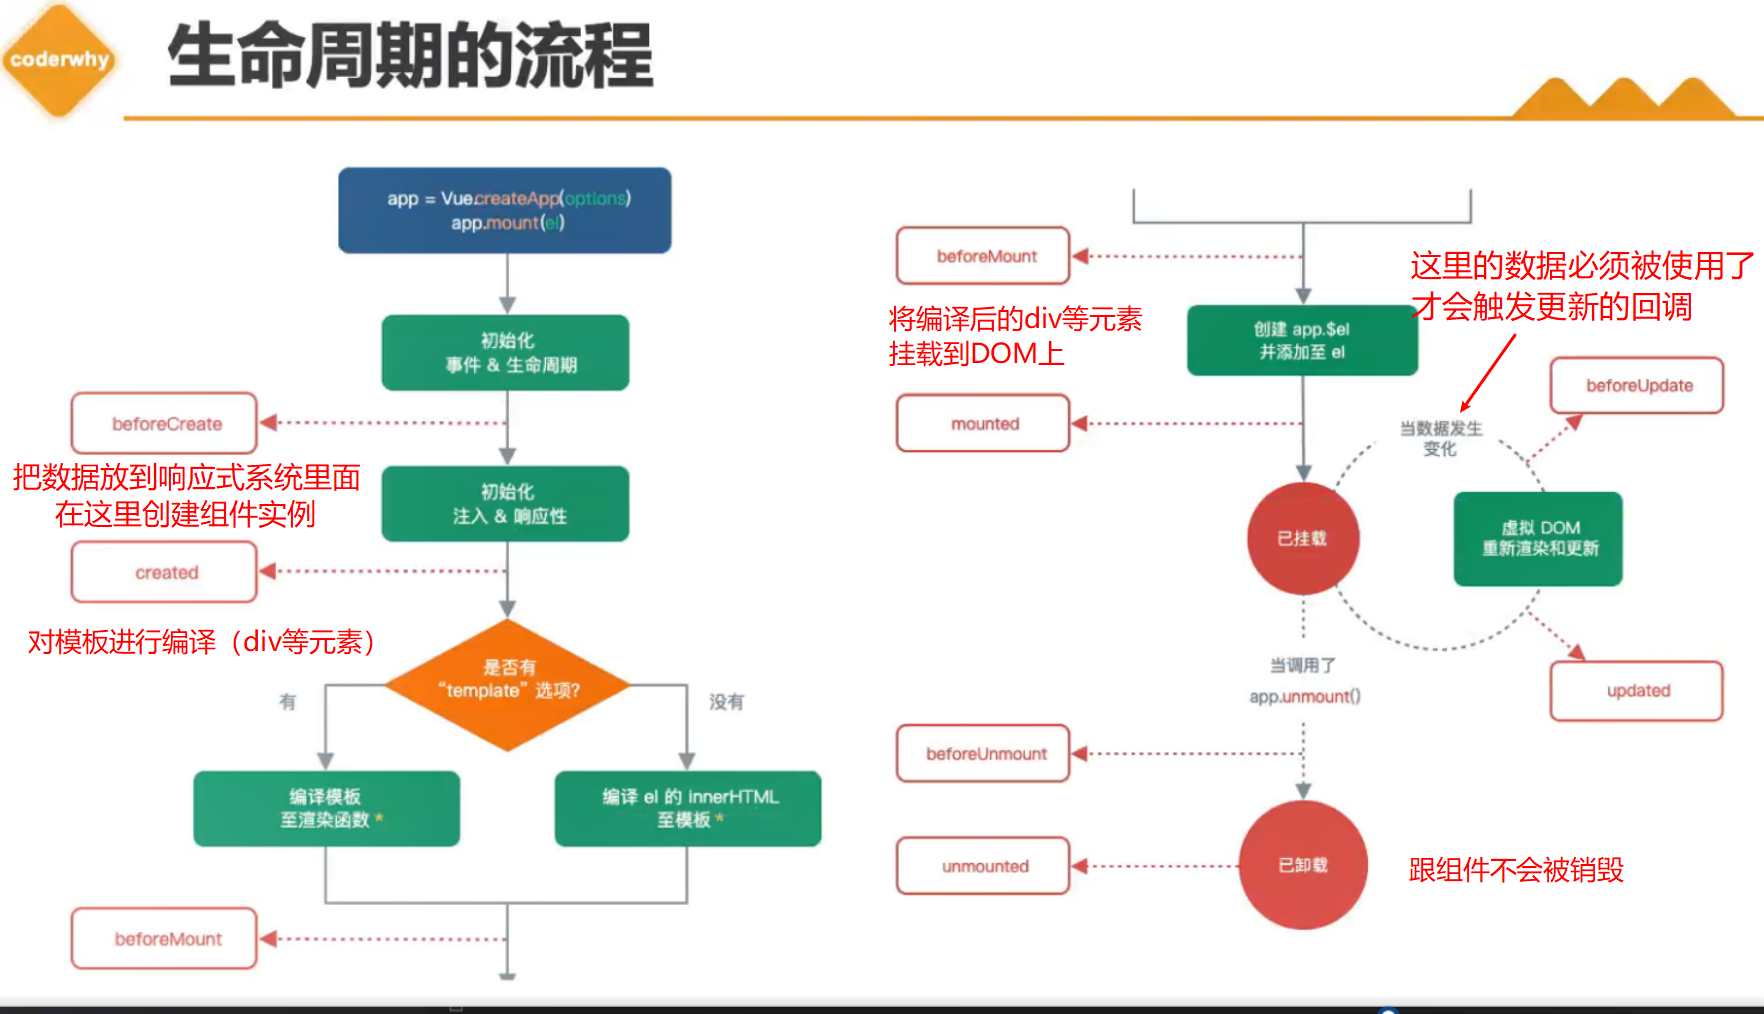 coderwhy
生命周期的流程
app = Vue.createApp(options)
app.mount(el)
初始化
事件 & 生命周期
beforeCreate
把数据放到响应式系统里面
在这里创建组件实例
初始化
注入 & 响应性
created
对模板进行编译（div等元素）
是否有
“template” 选项?
有
没有
编译模板
至渲染函数 *
编译 el 的 innerHTML
至模板 *
beforeMount
beforeMount
将编译后的div等元素
挂载到DOM上
创建 app.$el
并添加至 el
这里的数据必须被使用了
才会触发更新的回调
mounted
beforeUpdate
当数据发生
变化
已挂载
虚拟 DOM
重新渲染和更新
updated
当调用了
app.unmount()
beforeUnmount
unmounted
已卸载
跟组件不会被销毁